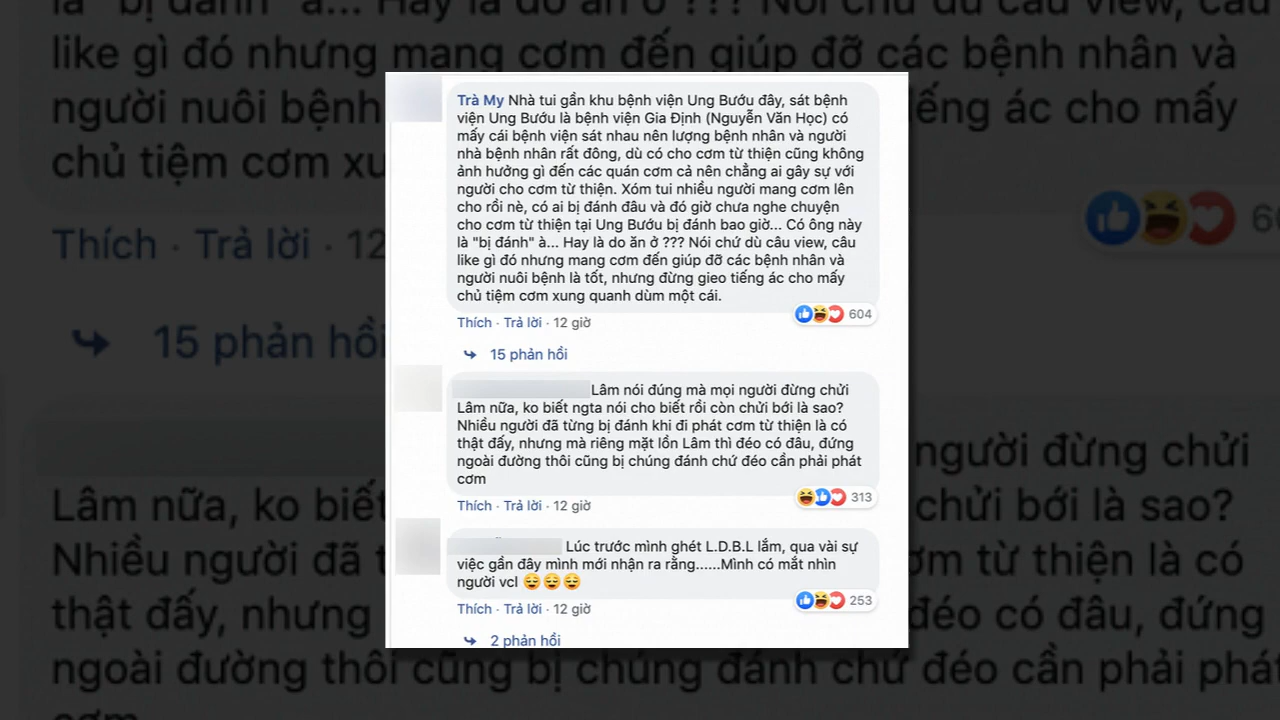 Trà My Nhà tui gần khu bệnh viện Ung Bướu đây, sát bệnh
viện Ung Bướu là bệnh viện Gia Định (Nguyễn Văn Học) có
mấy cái bệnh viện sát nhau nên lượng bệnh nhân và người
nhà bệnh nhân rất đông, dù có cho cơm từ thiện cũng không
ảnh hưởng gì đến các quán cơm cả nên chẳng ai gây sự với
người cho cơm từ thiện. Xóm tui nhiều người mang cơm lên
cho rồi nè, có ai bị đánh đâu và đó giờ chưa nghe chuyện
cho cơm từ thiện tại Ung Bướu bị đánh bao giờ... Có ông này
là "bị đánh" à... Hay là do ăn ở ??? Nói chứ dù câu view, câu
like gì đó nhưng mang cơm đến giúp đỡ các bệnh nhân và
người nuôi bệnh là tốt, nhưng đừng gieo tiếng ác cho mấy
chủ tiệm cơm xung quanh dùm một cái.
Thích · Trả lời · 12 giờ
604
15 phản hồi
Lâm nói đúng mà mọi người đừng chửi
Lâm nữa, ko biết ngta nói cho biết rồi còn chửi bới là sao?
Nhiều người đã từng bị đánh khi đi phát cơm từ thiện là có
thật đấy, nhưng mà riêng mặt lồn Lâm thì đéo có đâu, đứng
ngoài đường thôi cũng bị chúng đánh chứ đéo cần phải phát
cơm
Thích · Trả lời · 12 giờ
313
Lúc trước mình ghét L.D.B.L lắm, qua vài sự
việc gần đây mình mới nhận ra rằng......Mình có mắt nhìn
người vcl 😌😌😌
Thích · Trả lời · 12 giờ
253
2 phản hồi